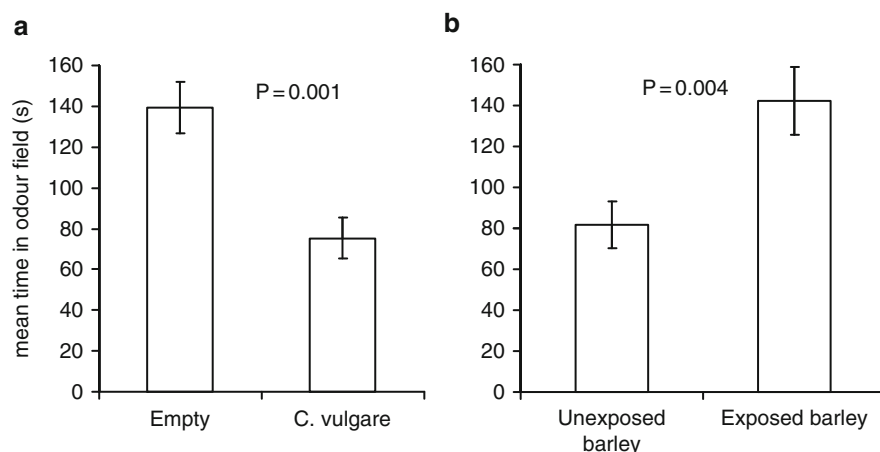 a
mean time in odour field (s)
160
140
120
100
80
60
40
20
0
P = 0.001
Empty
C. vulgare
b
160
140
120
100
80
60
40
20
0
P = 0.004
Unexposed
barley
Exposed barley